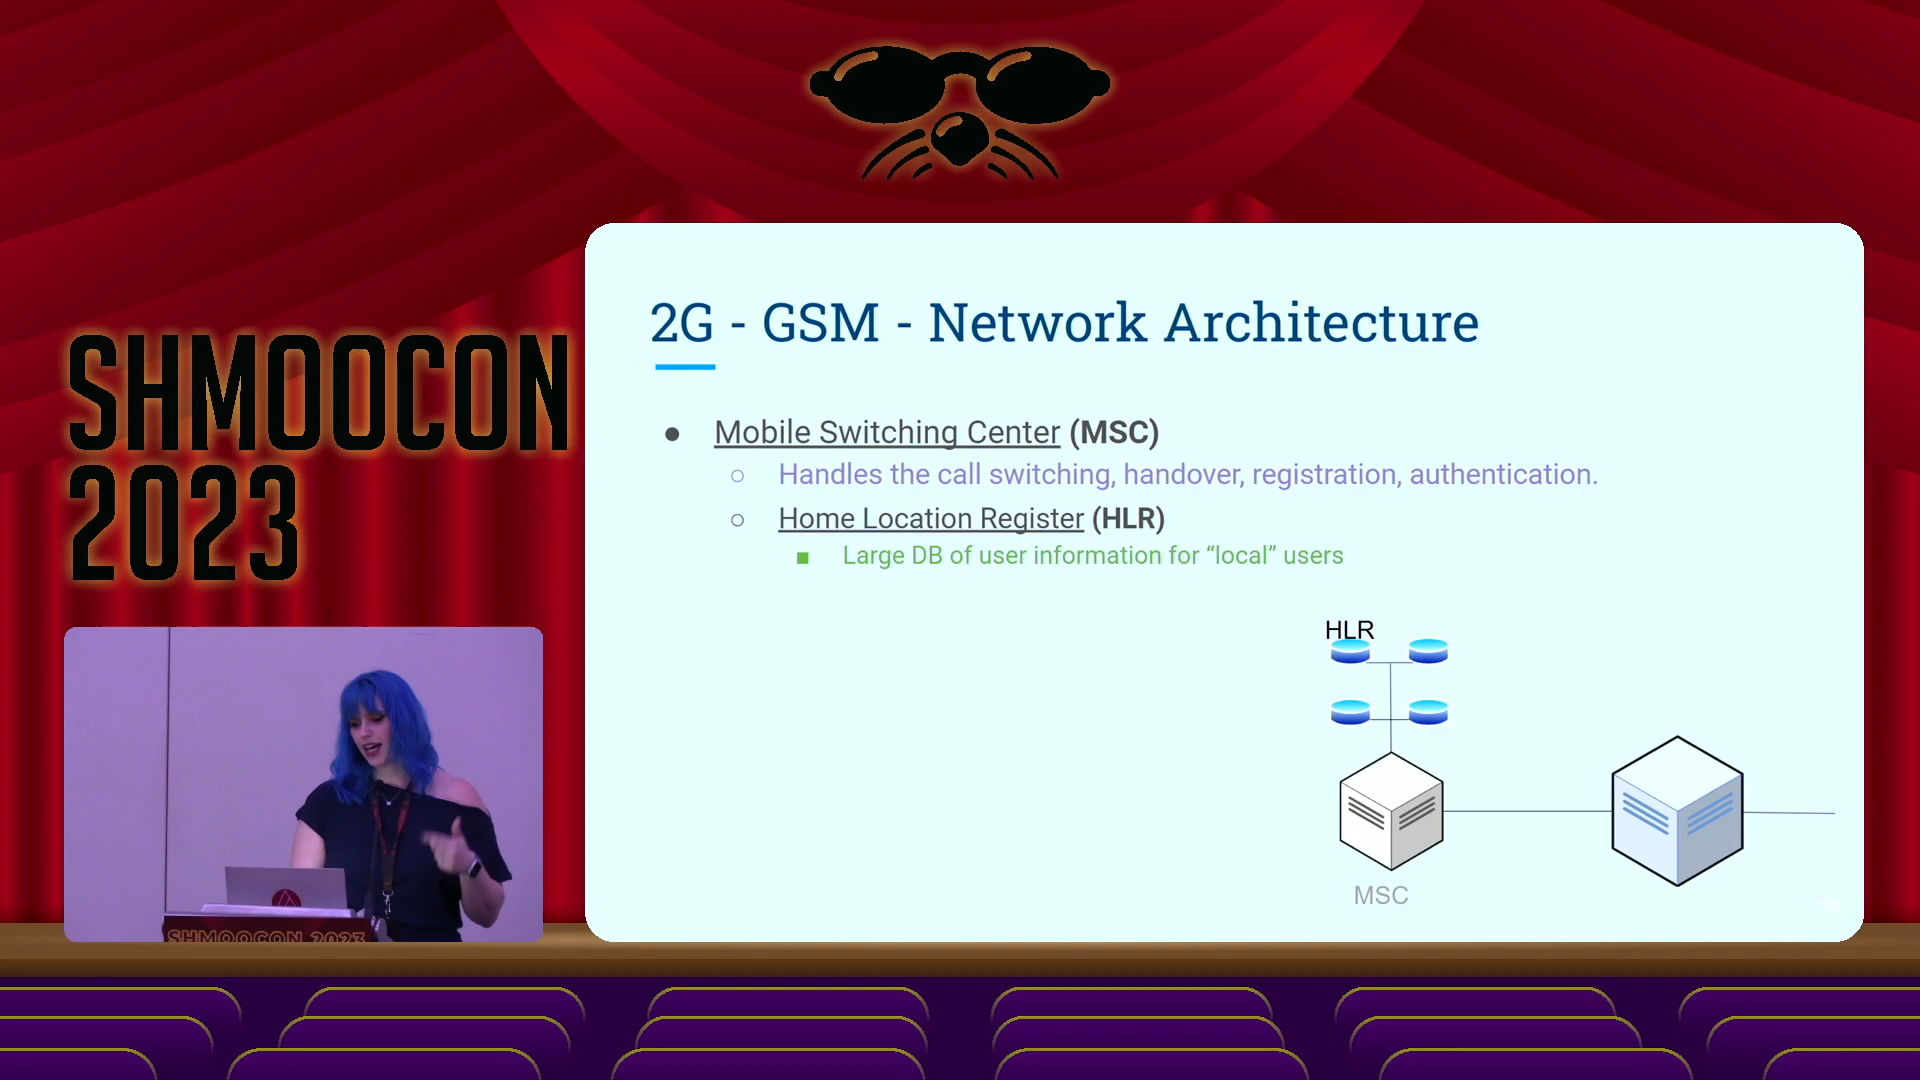 SHMOOCON
2023
2G - GSM - Network Architecture
Mobile Switching Center (MSC)
Handles the call switching, handover, registration, authentication.
Home Location Register (HLR)
Large DB of user information for “local” users
HLR
MSC
SHMOOCON 2023